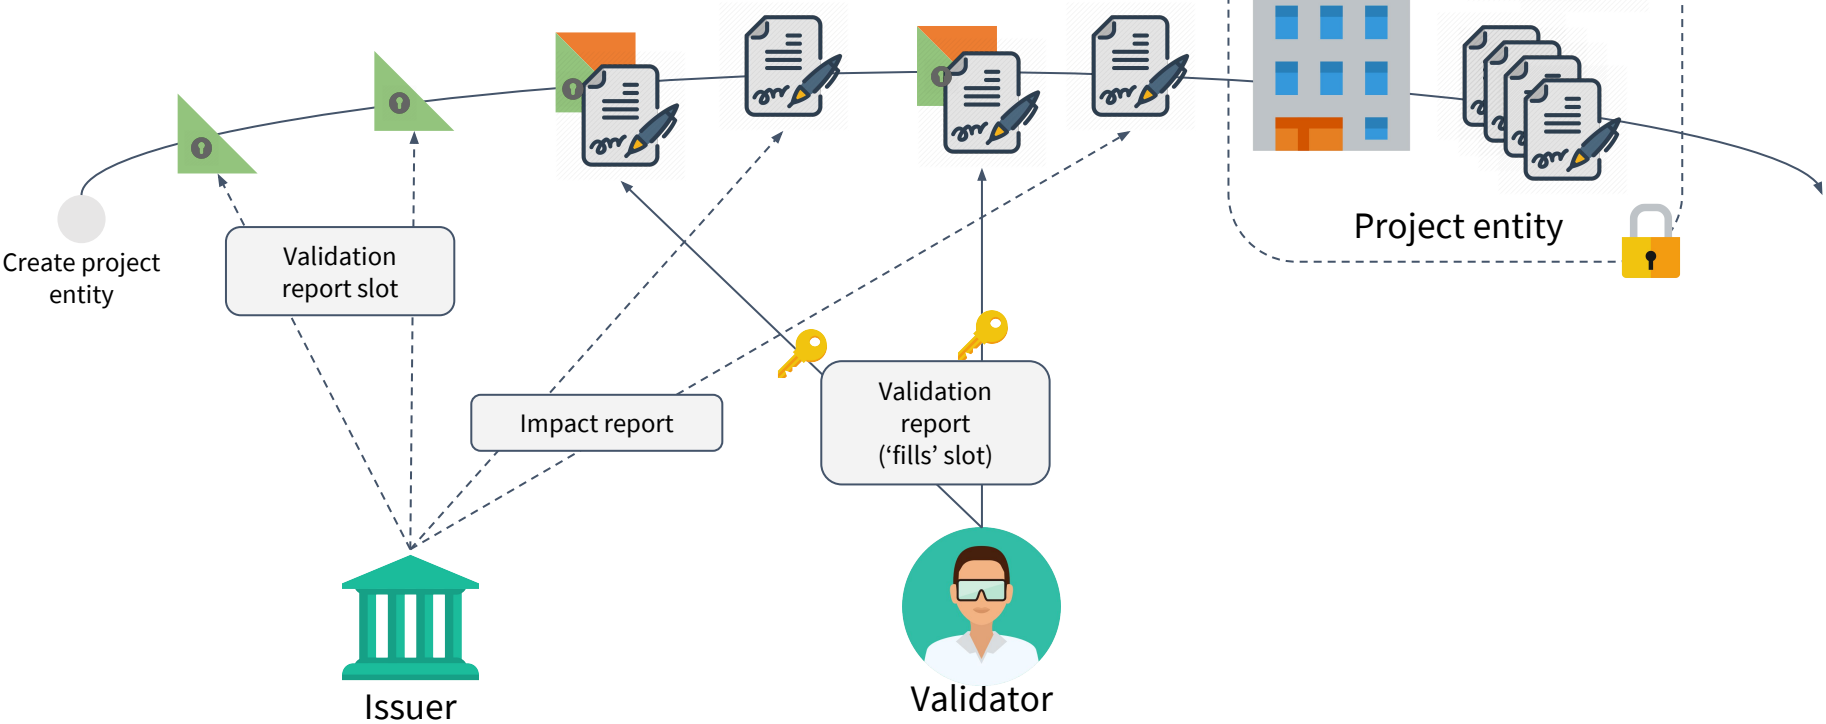 Create project
entity
Validation
report slot
Impact report
Validation
report
(‘fills’ slot)
Project entity
Issuer
Validator